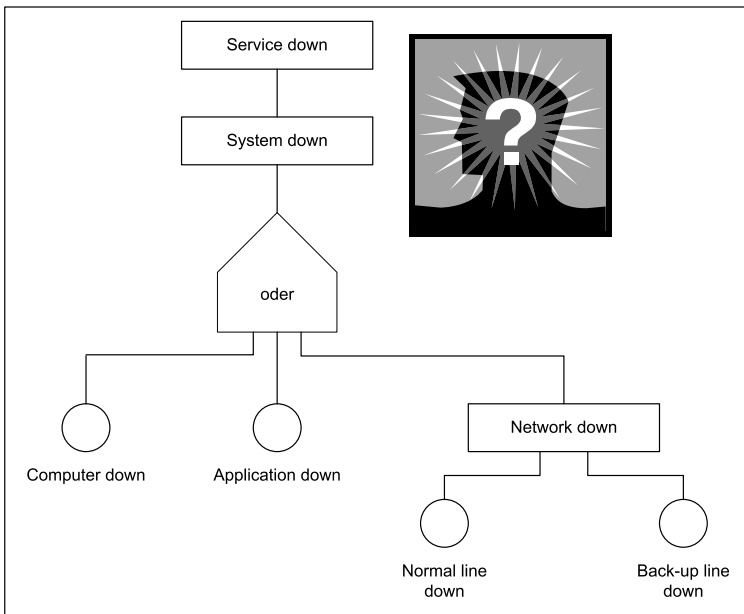 Service down
System down
?
oder
Computer down
Application down
Network down
Normal line
down
Back-up line
down